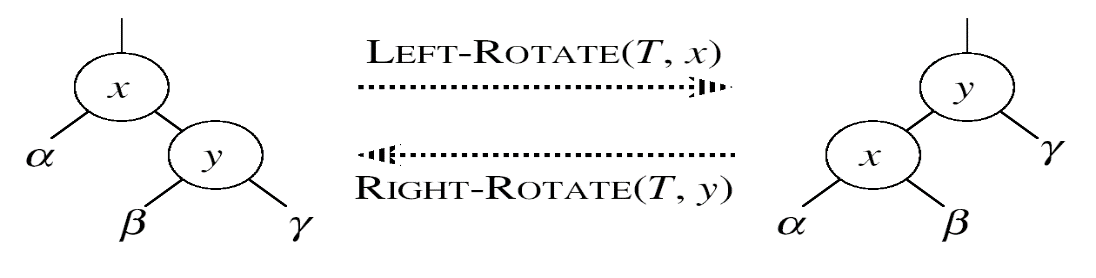 x
α
y
β
γ
LEFT-ROTATE(T, x)
RIGHT-ROTATE(T, y)
y
x
γ
α
β